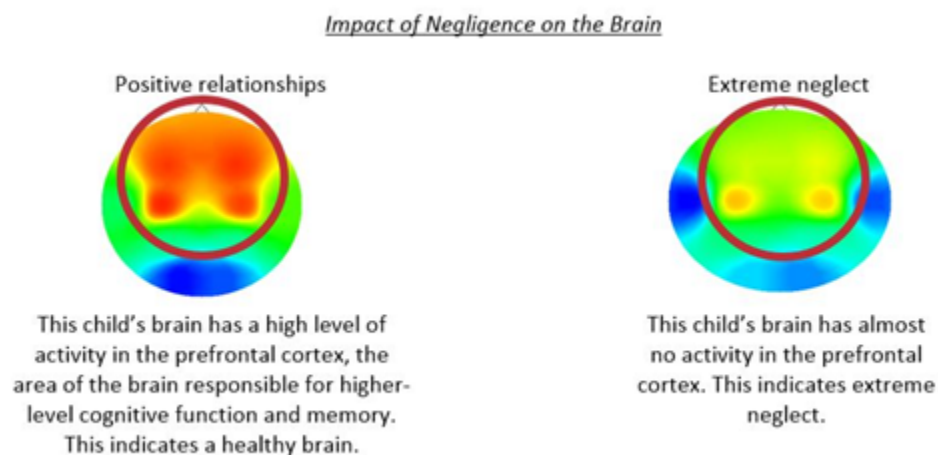 Impact of Negligence on the Brain
Positive relationships
Extreme neglect
This child's brain has a high level of
activity in the prefrontal cortex, the
area of the brain responsible for higher-
level cognitive function and memory.
This indicates a healthy brain.
This child's brain has almost
no activity in the prefrontal
cortex. This indicates extreme
neglect.